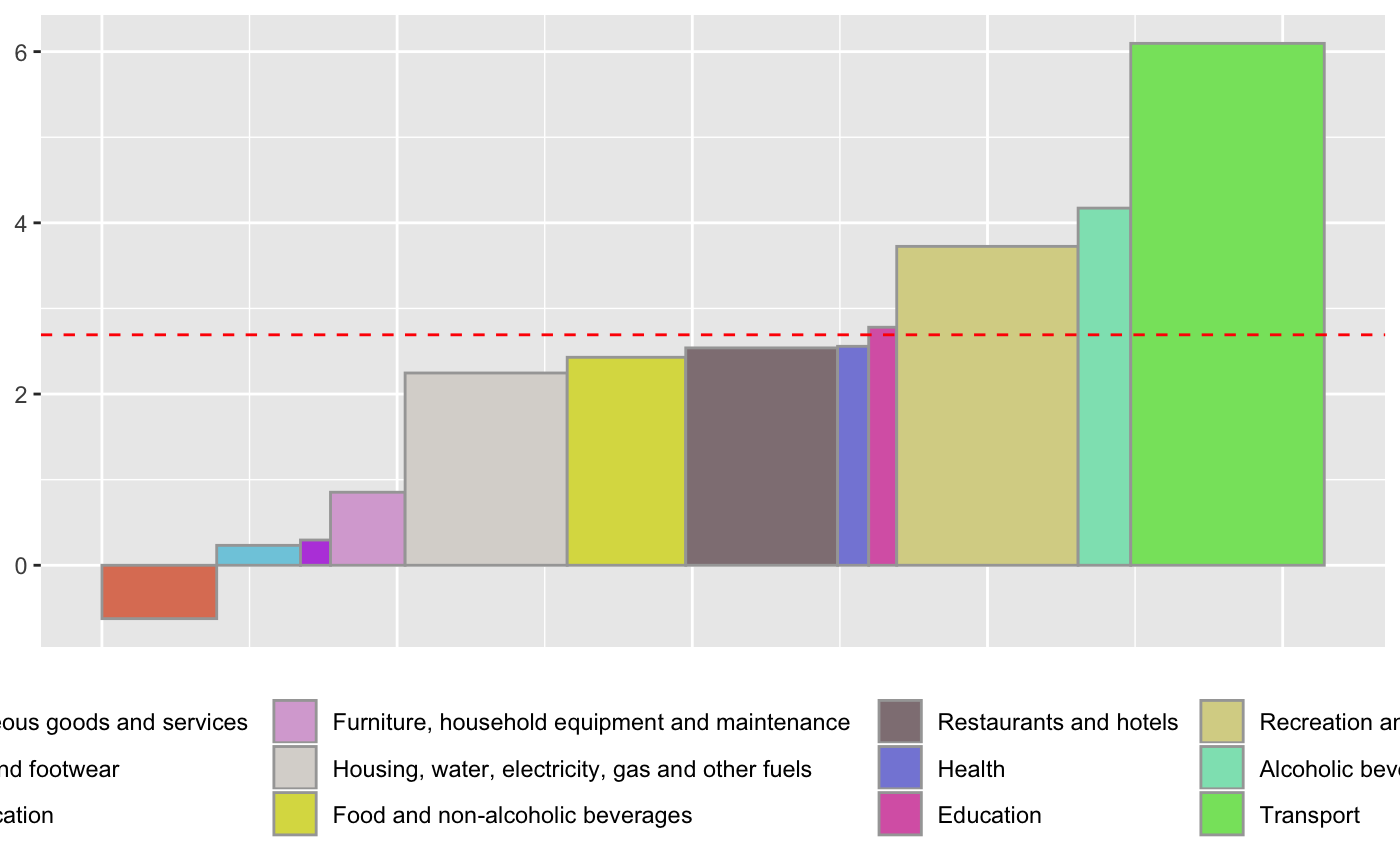 6
4
2
0
eous goods and services
Furniture, household equipment and maintenance
Restaurants and hotels
Recreation an
nd footwear
Housing, water, electricity, gas and other fuels
Health
Alcoholic beve
cation
Food and non-alcoholic beverages
Education
Transport